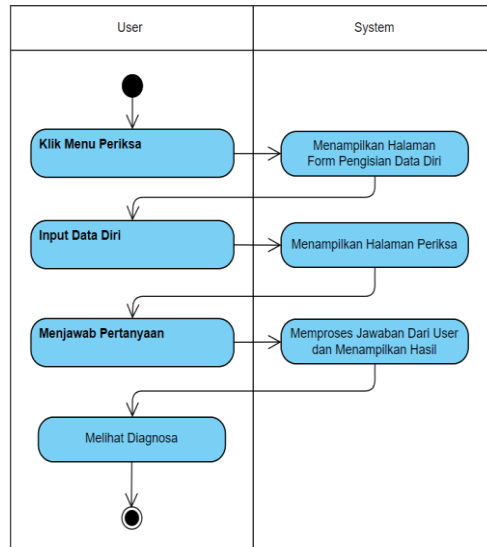 User
System
Klik Menu Periksa
Menampilkan Halaman
Form Pengisian Data Diri
Input Data Diri
Menampilkan Halaman Periksa
Menjawab Pertanyaan
Memproses Jawaban Dari User
dan Menampilkan Hasil
Melihat Diagnosa